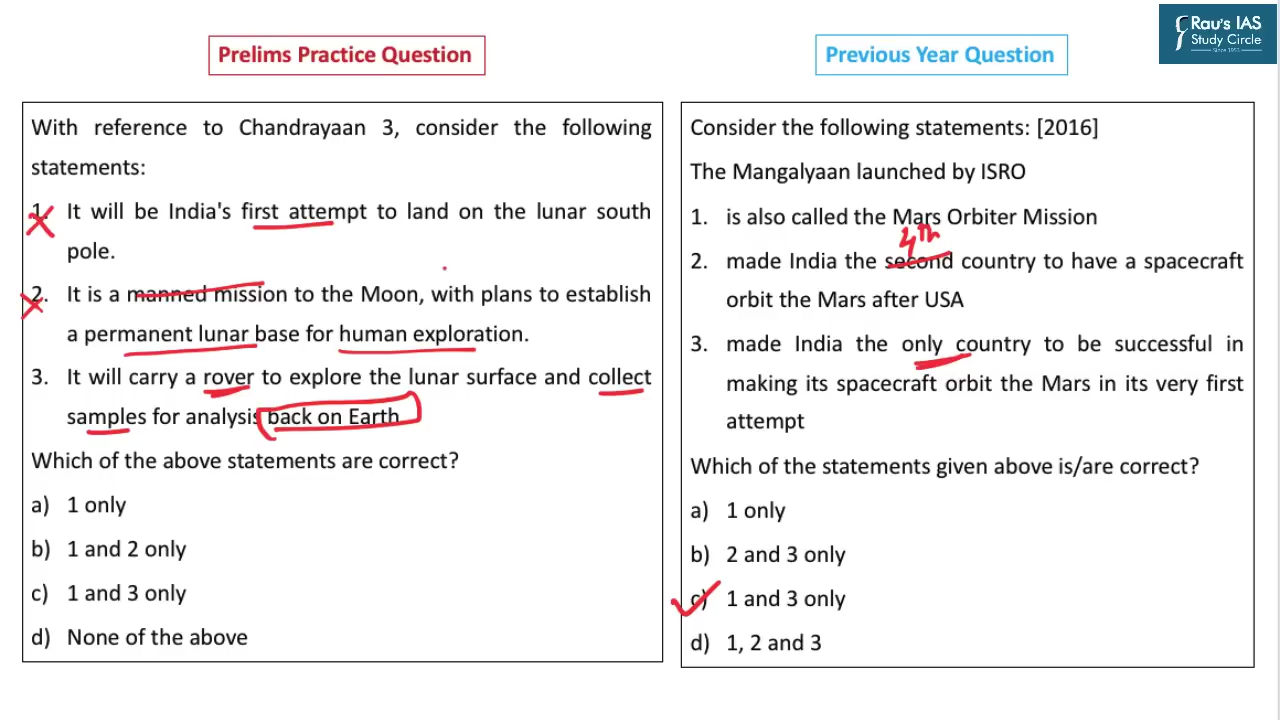 Rau's IAS
Study Circle
Since 1953
Prelims Practice Question
With reference to Chandrayaan 3, consider the following
statements:
1. It will be India's first attempt to land on the lunar south
pole.
2. It is a manned mission to the Moon, with plans to establish
a permanent lunar base for human exploration.
3. It will carry a rover to explore the lunar surface and collect
samples for analysis back on Earth
Which of the above statements are correct?
a) 1 only
b) 1 and 2 only
c) 1 and 3 only
d) None of the above
Previous Year Question
Consider the following statements: [2016]
The Mangalyaan launched by ISRO
1. is also called the Mars Orbiter Mission
4th
2. made India the second country to have a spacecraft
orbit the Mars after USA
3. made India the only country to be successful in
making its spacecraft orbit the Mars in its very first
attempt
Which of the statements given above is/are correct?
a) 1 only
b) 2 and 3 only
c) 1 and 3 only
d) 1, 2 and 3